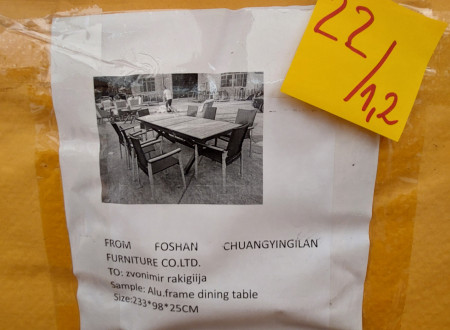 22
/1,2
FROM FOSHAN CHUANGYINGILAN
FURNITURE CO.LTD.
TO: zvonimir rakigiija
Sample: Alu.frame dining table
Size:233*98*25CM